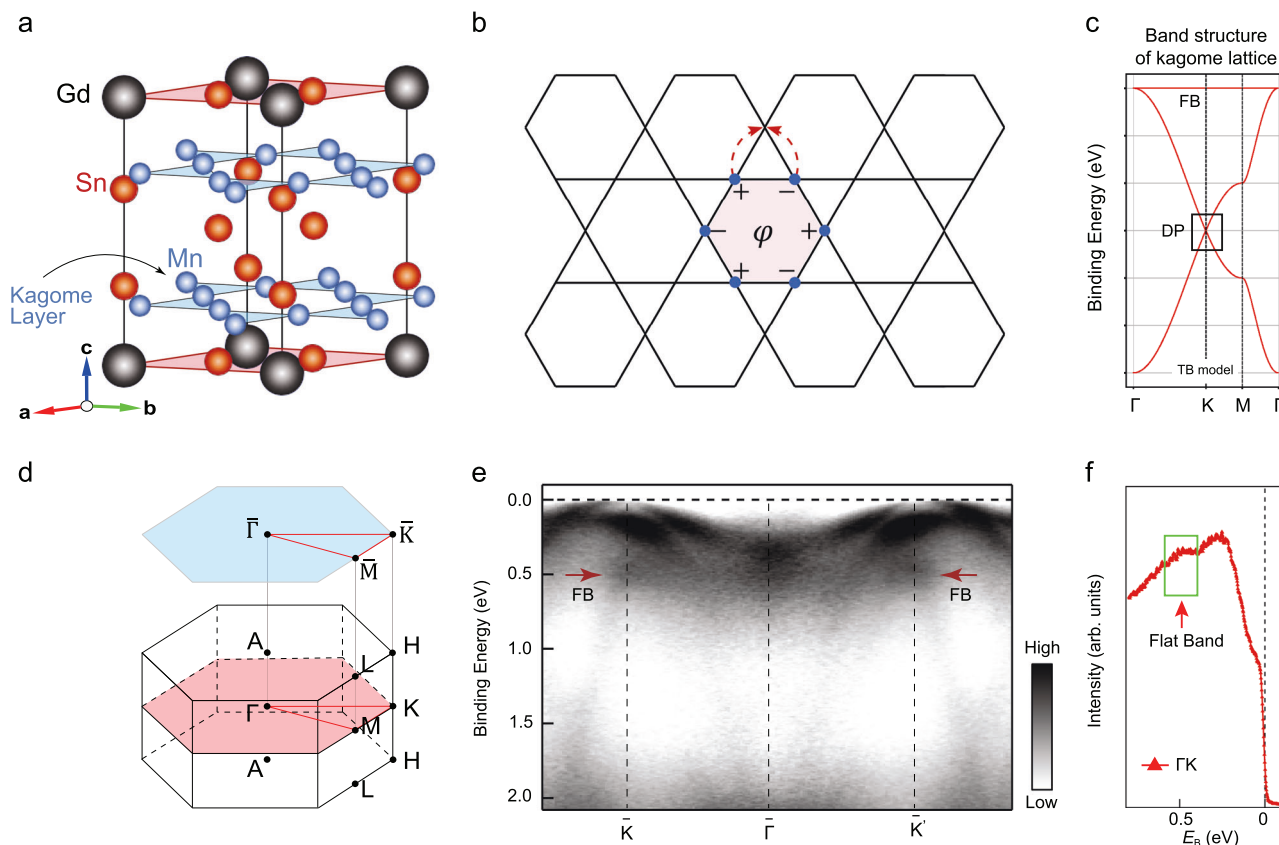 a
Gd
Sn
Mn
Kagome
Layer
c
a
b
b
+
−
−
φ
+
+
−
c
Band structure
of kagome lattice
Binding Energy (eV)
FB
DP
TB model
Γ
K
M
Γ
d
Γ̅
K̅
M̅
A
H
L
Γ
K
M
A
H
L
e
Binding Energy (eV)
0.0
0.5
1.0
1.5
2.0
FB
FB
K̅
Γ̅
K̅'
High
Low
f
Intensity (arb. units)
Flat Band
ΓK
0.5
0
E_B (eV)